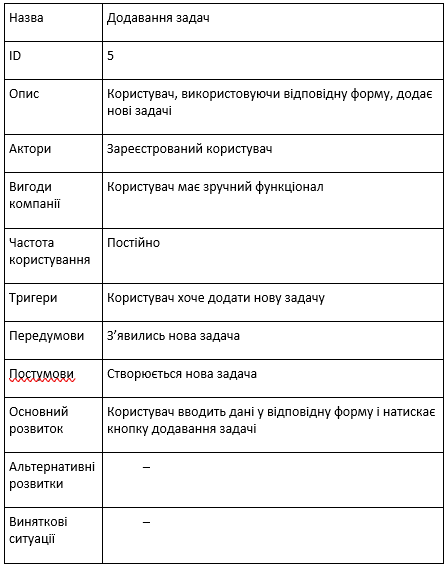 Назва Додавання задач
ID 5
Опис Користувач, використовуючи відповідну форму, додає
нові задачі
Актори Зареєстрований користувач
Вигоди Користувач має зручний функціонал
компанії
Частота Постійно
користування
Тригери Користувач хоче додати нову задачу
Передумови З’явились нова задача
Постумови Створюється нова задача
Основний Користувач вводить дані у відповідну форму і натискає
розвиток кнопку додавання задачі
Альтернативні –
розвитки
Виняткові –
ситуації